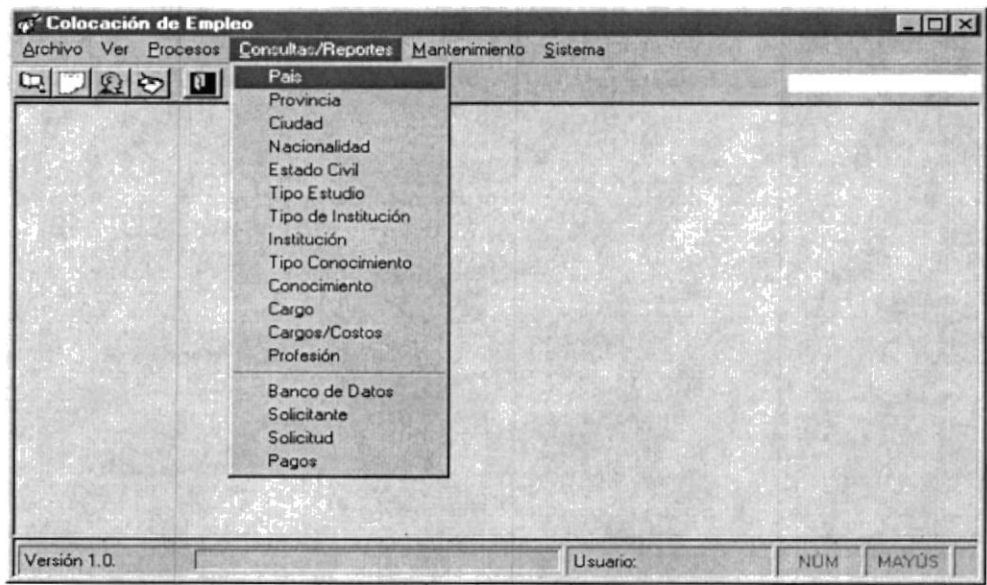 Colocación de Empleo
Archivo Ver Procesos Consultas/Reportes Mantenimiento Sistema
País
Provincia
Ciudad
Nacionalidad
Estado Civil
Tipo Estudio
Tipo de Institución
Institución
Tipo Conocimiento
Conocimiento
Cargo
Cargos/Costos
Profesión
Banco de Datos
Solicitante
Solicitud
Pagos
Versión 1.0. Usuario: NÚM MAYÚS